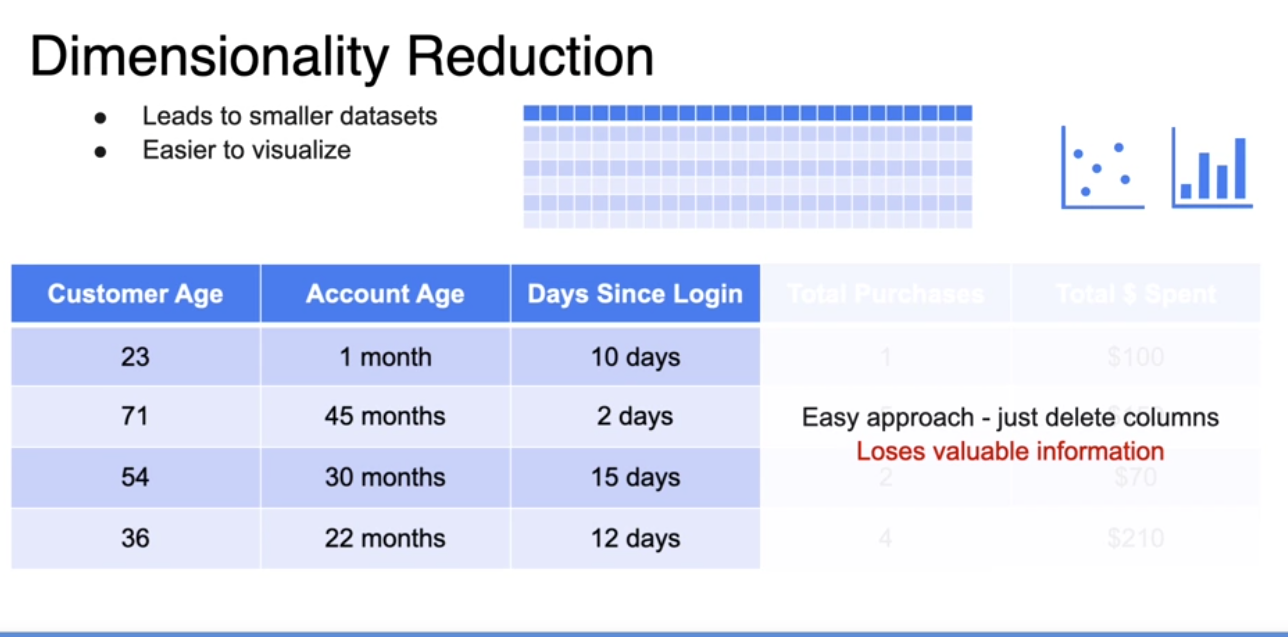 Dimensionality Reduction
● Leads to smaller datasets
● Easier to visualize
Customer Age Account Age Days Since Login Total Purchases Total $ Spent
23 1 month 10 days 1 $100
71 45 months 2 days
Easy approach - just delete columns
Loses valuable information
54 30 months 15 days 2 $70
36 22 months 12 days 4 $210